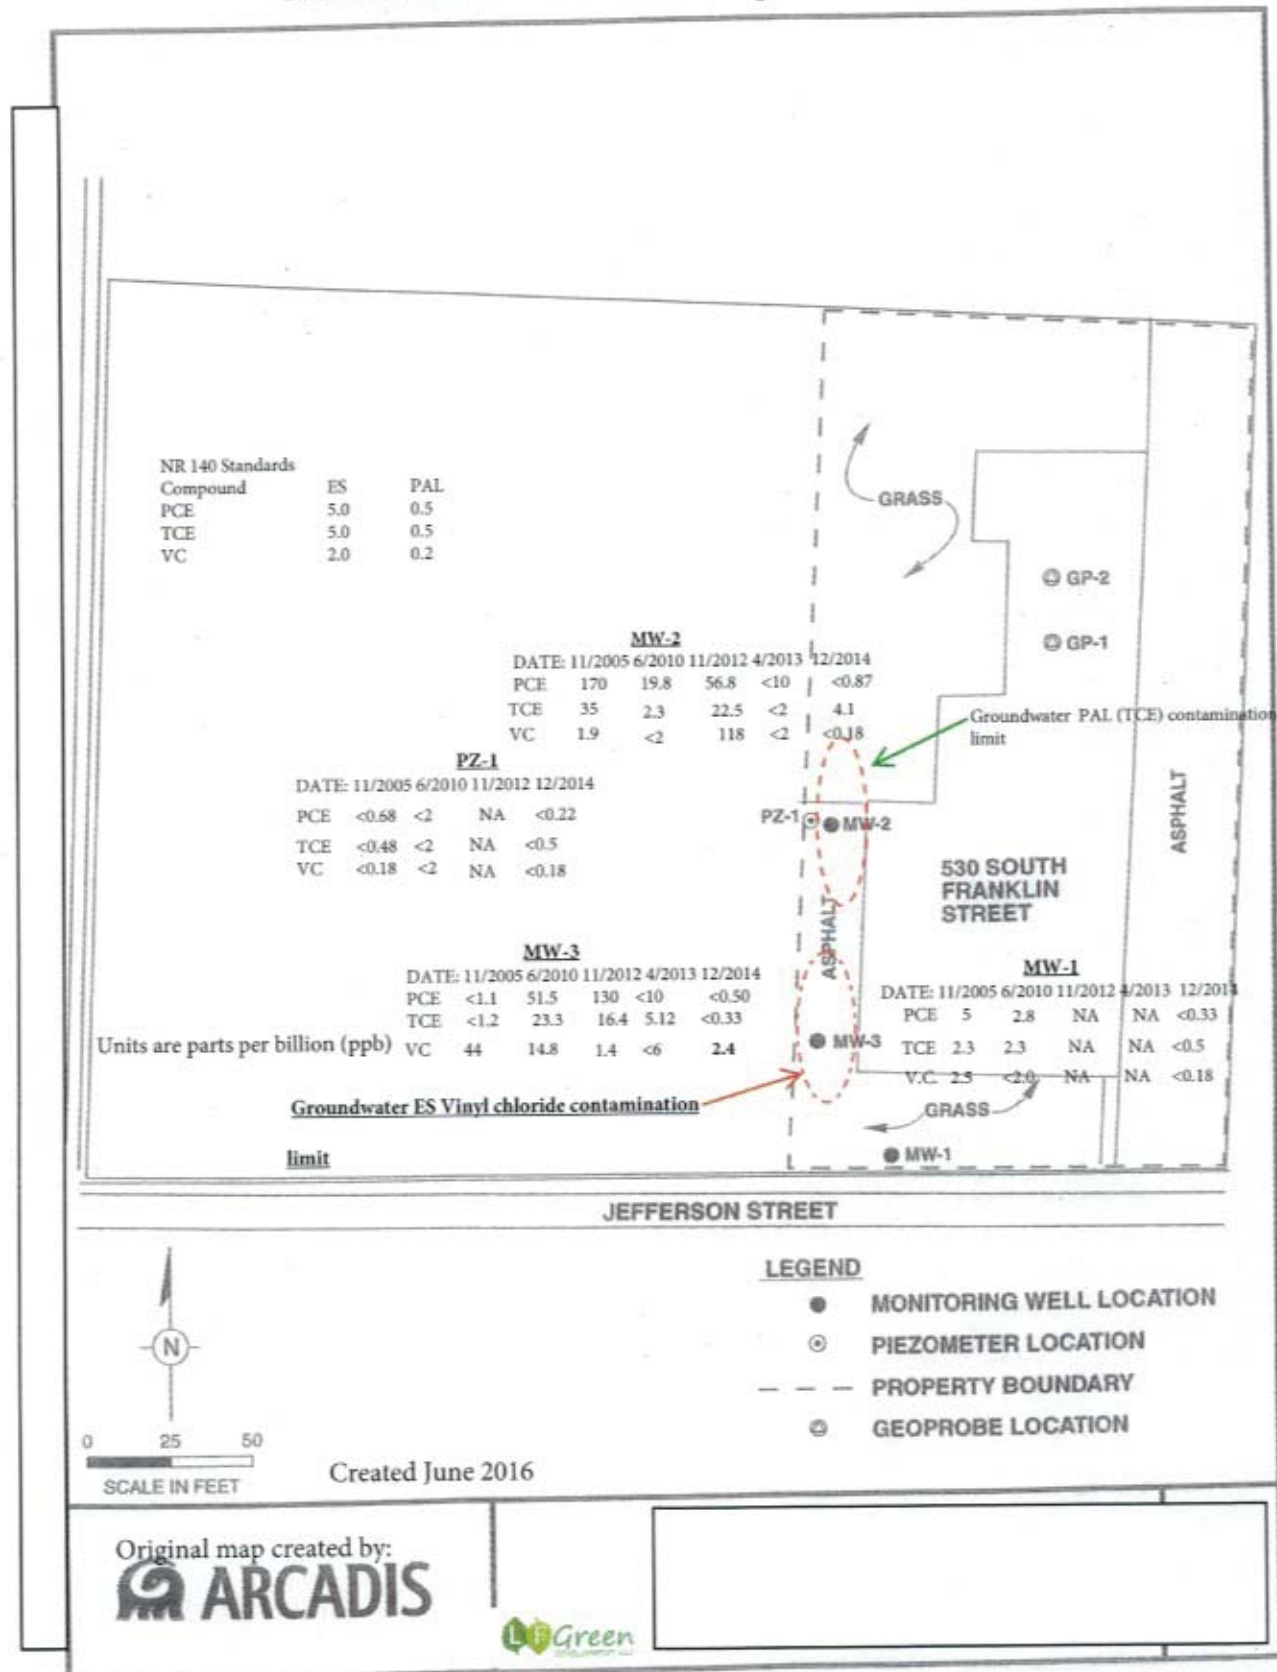 NR 140 Standards
Compound ES PAL
PCE 5.0 0.5
TCE 5.0 0.5
VC 2.0 0.2
GRASS
GP-2
GP-1
MW-2
DATE: 11/2005 6/2010 11/2012 4/2013 12/2014
PCE 170 19.8 56.8 <10 <0.87
TCE 35 2.3 22.5 <2 4.1
VC 1.9 <2 118 <2 <0.18
Groundwater PAL (TCE) contamination
limit
PZ-1
DATE: 11/2005 6/2010 11/2012 12/2014
PCE <0.68 <2 NA <0.22
TCE <0.48 <2 NA <0.5
VC <0.18 <2 NA <0.18
PZ-1
MW-2
ASPHALT
530 SOUTH
FRANKLIN
STREET
ASPHALT
MW-3
DATE: 11/2005 6/2010 11/2012 4/2013 12/2014
PCE <1.1 51.5 130 <10 <0.50
TCE <1.2 23.3 16.4 5.12 <0.33
VC 44 14.8 1.4 <6 2.4
Units are parts per billion (ppb)
MW-3
MW-1
DATE: 11/2005 6/2010 11/2012 4/2013 12/2014
PCE 5 2.8 NA NA <0.33
TCE 2.3 2.3 NA NA <0.5
V.C. 2.5 <2.0 NA NA <0.18
Groundwater ES Vinyl chloride contamination
limit
GRASS
MW-1
JEFFERSON STREET
LEGEND
MONITORING WELL LOCATION
PIEZOMETER LOCATION
PROPERTY BOUNDARY
GEOPROBE LOCATION
N
0 25 50
SCALE IN FEET
Created June 2016
Original map created by:
ARCADIS
LF Green